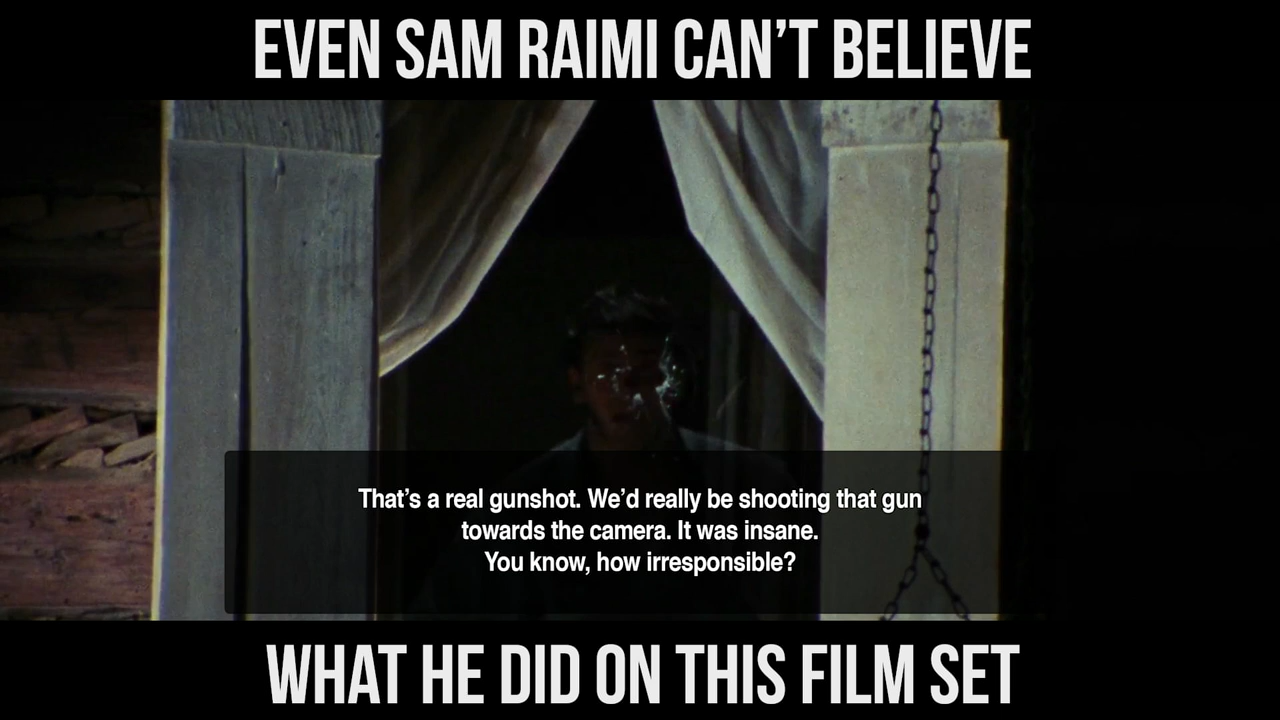 EVEN SAM RAIMI CAN’T BELIEVE
That’s a real gunshot. We’d really be shooting that gun
towards the camera. It was insane.
You know, how irresponsible?
WHAT HE DID ON THIS FILM SET